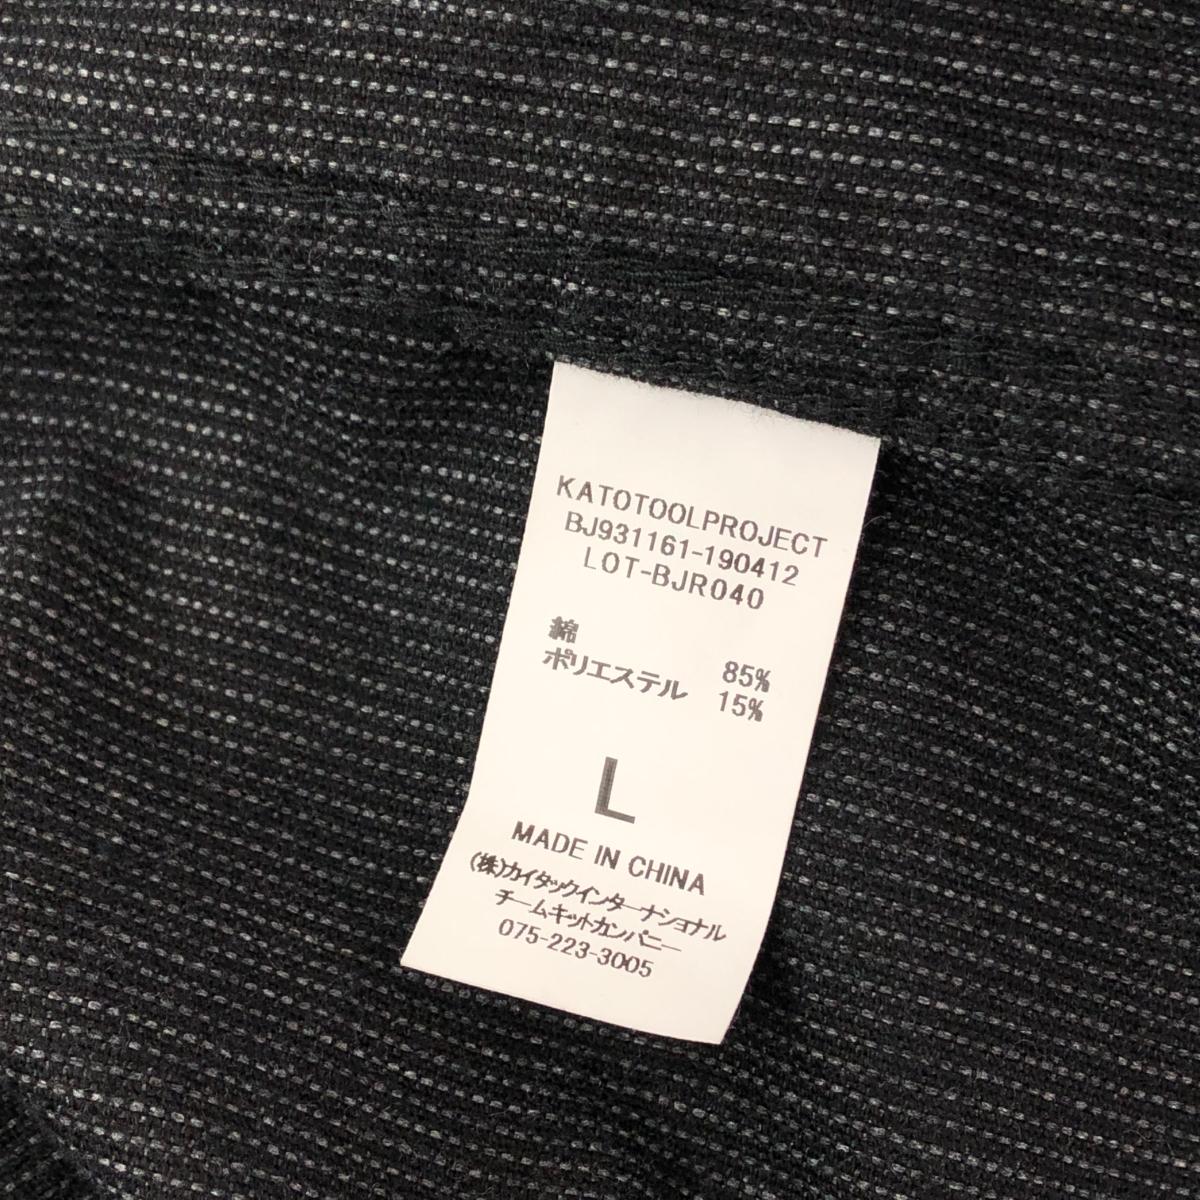 KATOTOOLPROJECT
BJ931161-190412
LOT-BJR040
綿 85%
ポリエステル 15%
L
MADE IN CHINA
(株)カイタックインターナショナル
チームキットカンパニー
075-223-3005